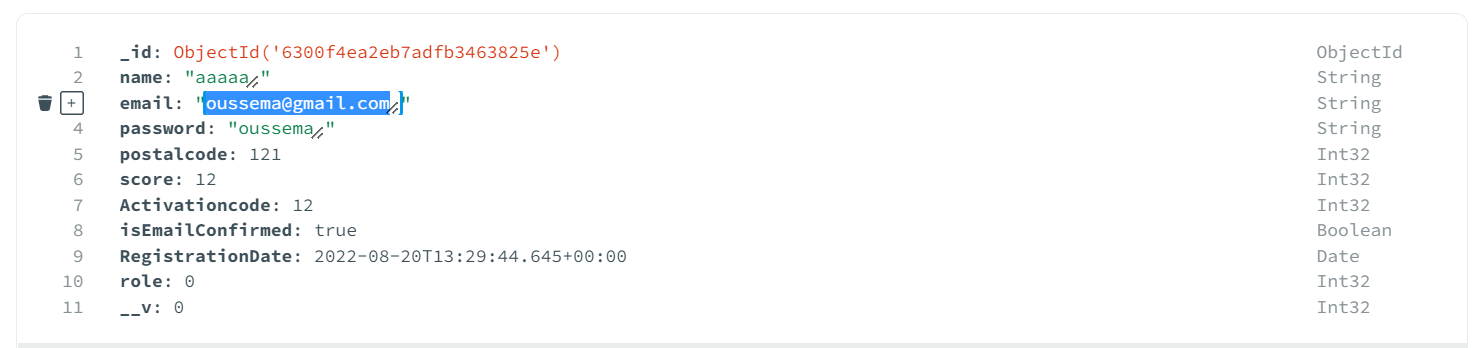 1 _id: ObjectId('6300f4ea2eb7adfb3463825e') ObjectId
2 name: "aaaaa" String
+ email: "oussema@gmail.com" String
4 password: "oussema" String
5 postalcode: 121 Int32
6 score: 12 Int32
7 Activationcode: 12 Int32
8 isEmailConfirmed: true Boolean
9 RegistrationDate: 2022-08-20T13:29:44.645+00:00 Date
10 role: 0 Int32
11 __v: 0 Int32